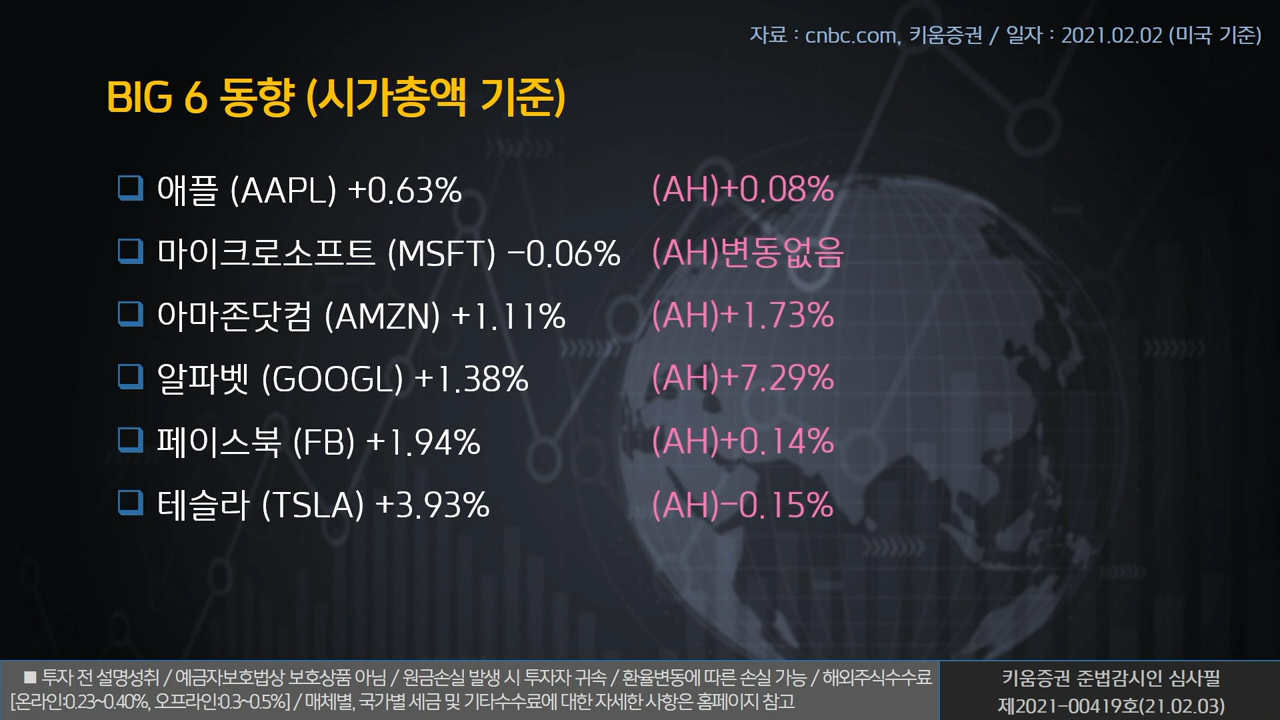 자료 : cnbc.com, 키움증권 / 일자 : 2021.02.02 (미국 기준)
BIG 6 동향 (시가총액 기준)
❑ 애플 (AAPL) +0.63% (AH)+0.08%
❑ 마이크로소프트 (MSFT) -0.06% (AH)변동없음
❑ 아마존닷컴 (AMZN) +1.11% (AH)+1.73%
❑ 알파벳 (GOOGL) +1.38% (AH)+7.29%
❑ 페이스북 (FB) +1.94% (AH)+0.14%
❑ 테슬라 (TSLA) +3.93% (AH)-0.15%
■ 투자 전 설명성취 / 예금자보호법상 보호상품 아님 / 원금손실 발생 시 투자자 귀속 / 환율변동에 따른 손실 가능 / 해외주식수수료
[온라인:0.23~0.40%, 오프라인:0.3~0.5%] / 매체별, 국가별 세금 및 기타수수료에 대한 자세한 사항은 홈페이지 참고
키움증권 준법감시인 심사필
제2021-00419호(21.02.03)